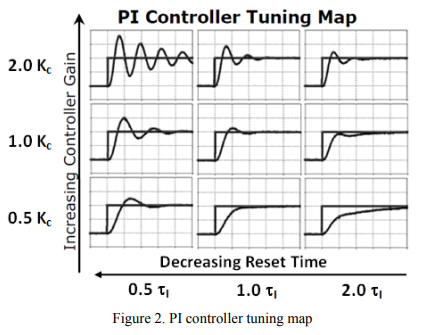 PI Controller Tuning Map
Increasing Controller Gain
2.0 Kc
1.0 Kc
0.5 Kc
Decreasing Reset Time
0.5 τI
1.0 τI
2.0 τI
Figure 2. PI controller tuning map